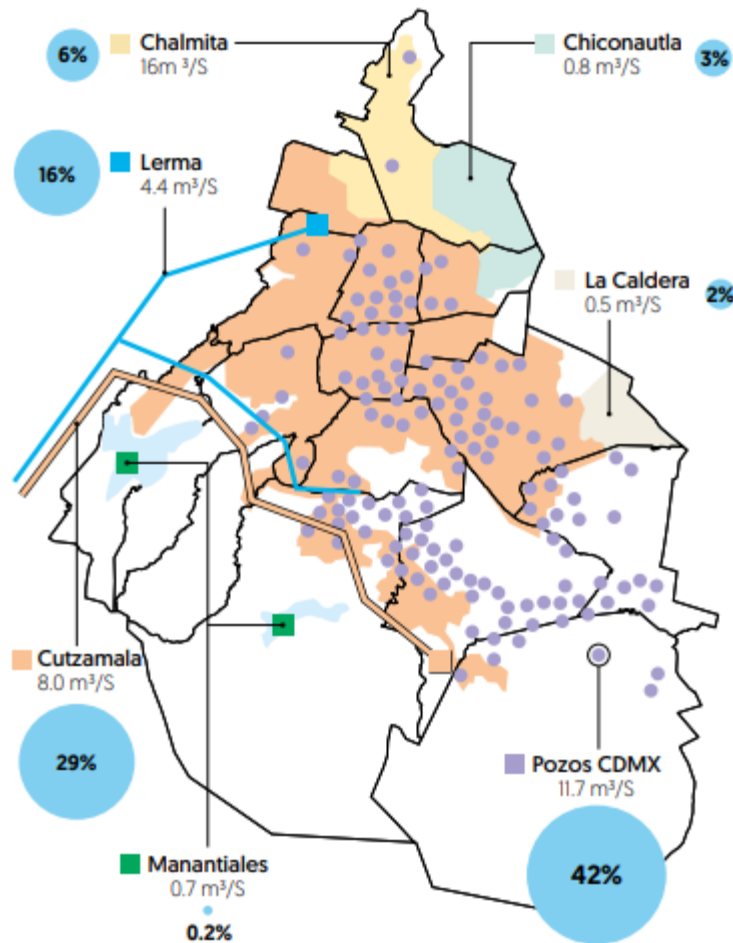 6%
Chalmita
16m ³/S
Chiconautla
0.8 m³/S
3%
16%
Lerma
4.4 m³/S
La Caldera
0.5 m³/S
2%
Cutzamala
8.0 m³/S
29%
Pozos CDMX
11.7 m³/S
42%
Manantiales
0.7 m³/S
0.2%